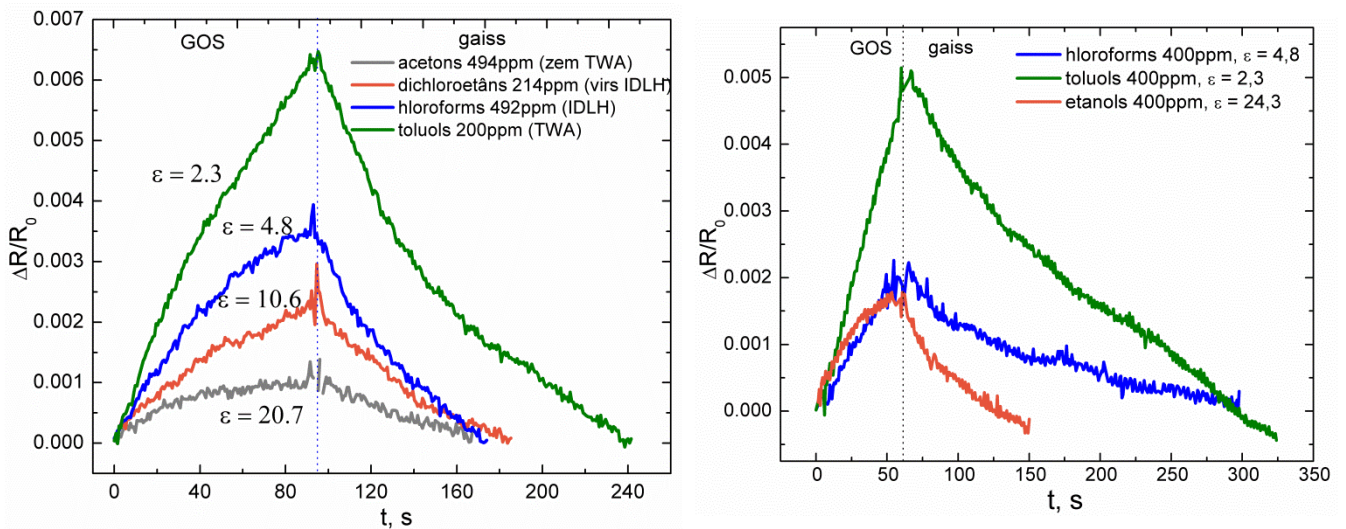 0.007
0.006
0.005
0.004
0.003
0.002
0.001
0.000
ΔR/R₀
GOS
gaiss
acetons 494ppm (zem TWA)
dichloroetāns 214ppm (virs IDLH)
hloroforms 492ppm (IDLH)
toluols 200ppm (TWA)
ε = 2.3
ε = 4.8
ε = 10.6
ε = 20.7
0 40 80 120 160 200 240
t, s
0.005
0.004
0.003
0.002
0.001
0.000
ΔR/R₀
GOS
gaiss
hloroforms 400ppm, ε = 4,8
toluols 400ppm, ε = 2,3
etanols 400ppm, ε = 24,3
0 50 100 150 200 250 300 350
t, s